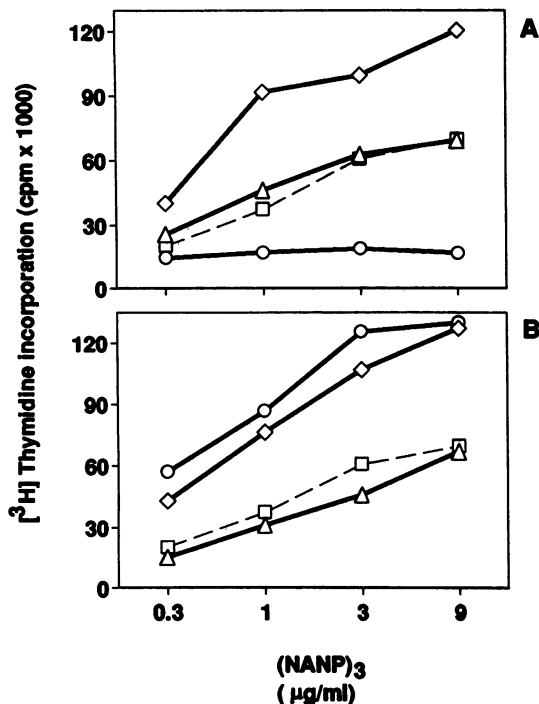 A
120
90
60
30
0
B
120
90
60
30
0
[³H] Thymidine incorporation (cpm x 1000)
0.3 1 3 9
(NANP)₃
( µg/ml)